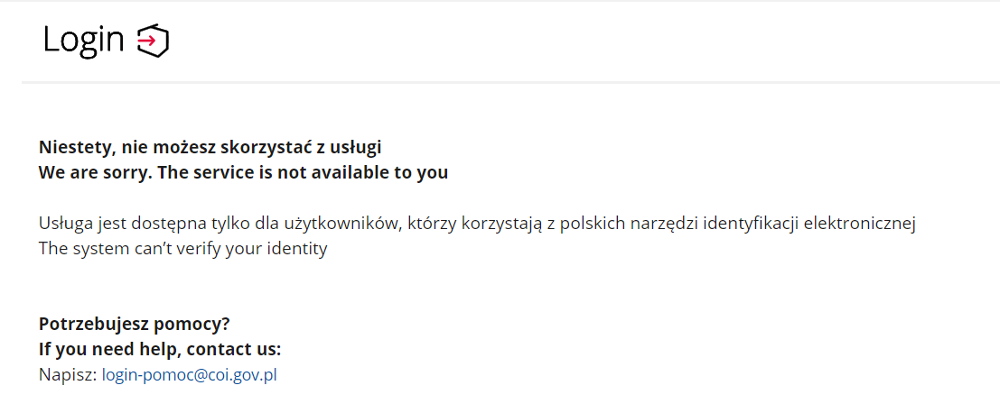 Login
Niestety, nie możesz skorzystać z usługi
We are sorry. The service is not available to you
Usługa jest dostępna tylko dla użytkowników, którzy korzystają z polskich narzędzi identyfikacji elektronicznej
The system can’t verify your identity
Potrzebujesz pomocy?
If you need help, contact us:
Napisz: login-pomoc@coi.gov.pl